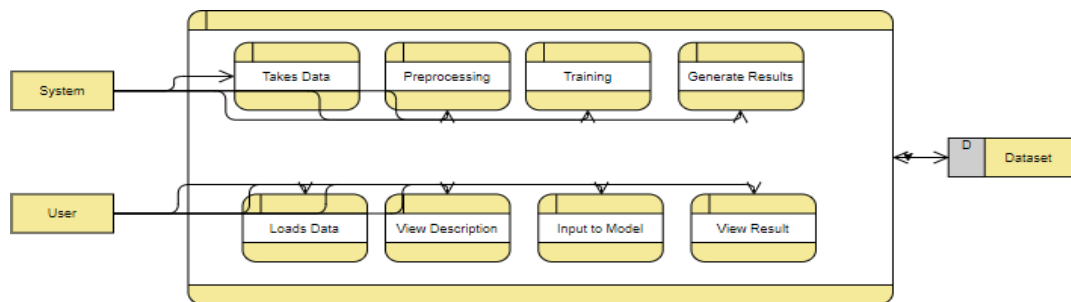 Takes Data
Preprocessing
Training
Generate Results
System
D
Dataset
User
Loads Data
View Description
Input to Model
View Result